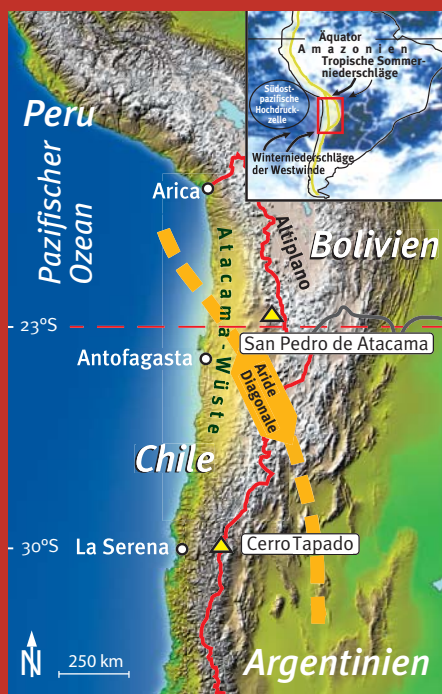 Äquator
Amazonien
Tropische Sommer-
niederschläge
Südost-
pazifische
Hochdruck-
zelle
Winterniederschläge
der Westwinde
Peru
Pazifischer
Ozean
Arica
Altiplano
Bolivien
Atacama-Wüste
23°S
San Pedro de Atacama
Antofagasta
Aride
Diagonale
Chile
30°S
La Serena
Cerro Tapado
N
250 km
Argentinien